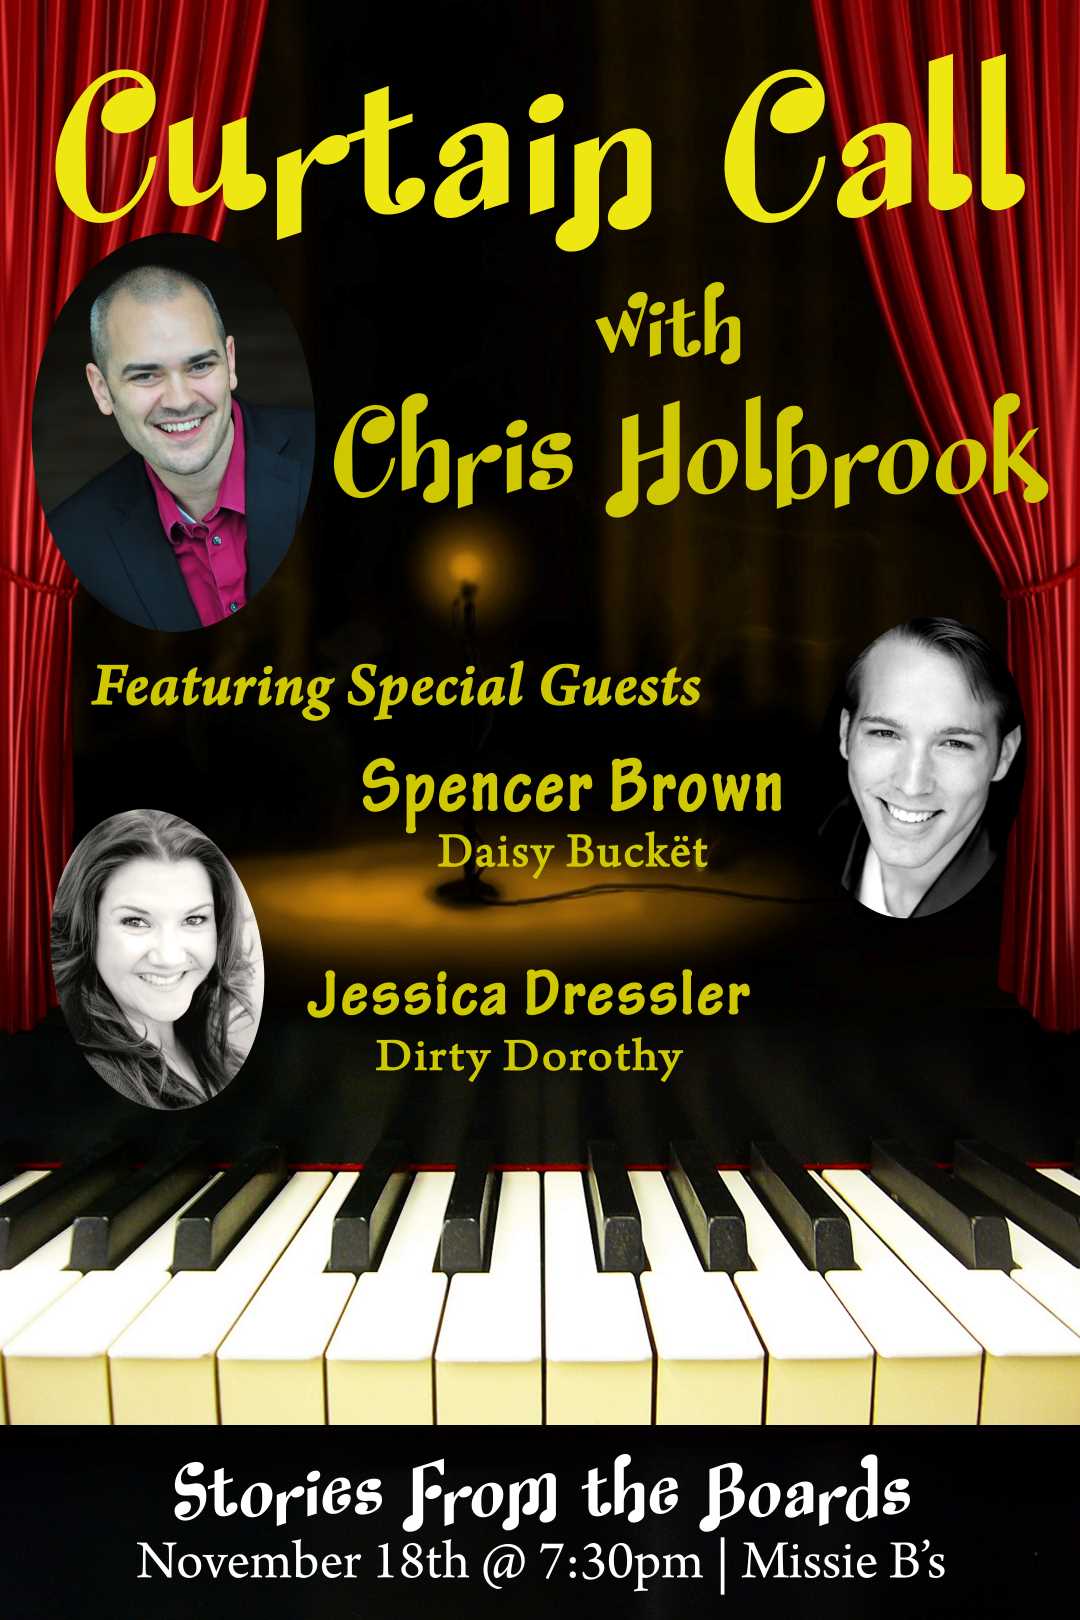 Curtain Call
with
Chris Holbrook
Featuring Special Guests
Spencer Brown
Daisy Buckët
Jessica Dressler
Dirty Dorothy
Stories From the Boards
November 18th @ 7:30pm | Missie B’s